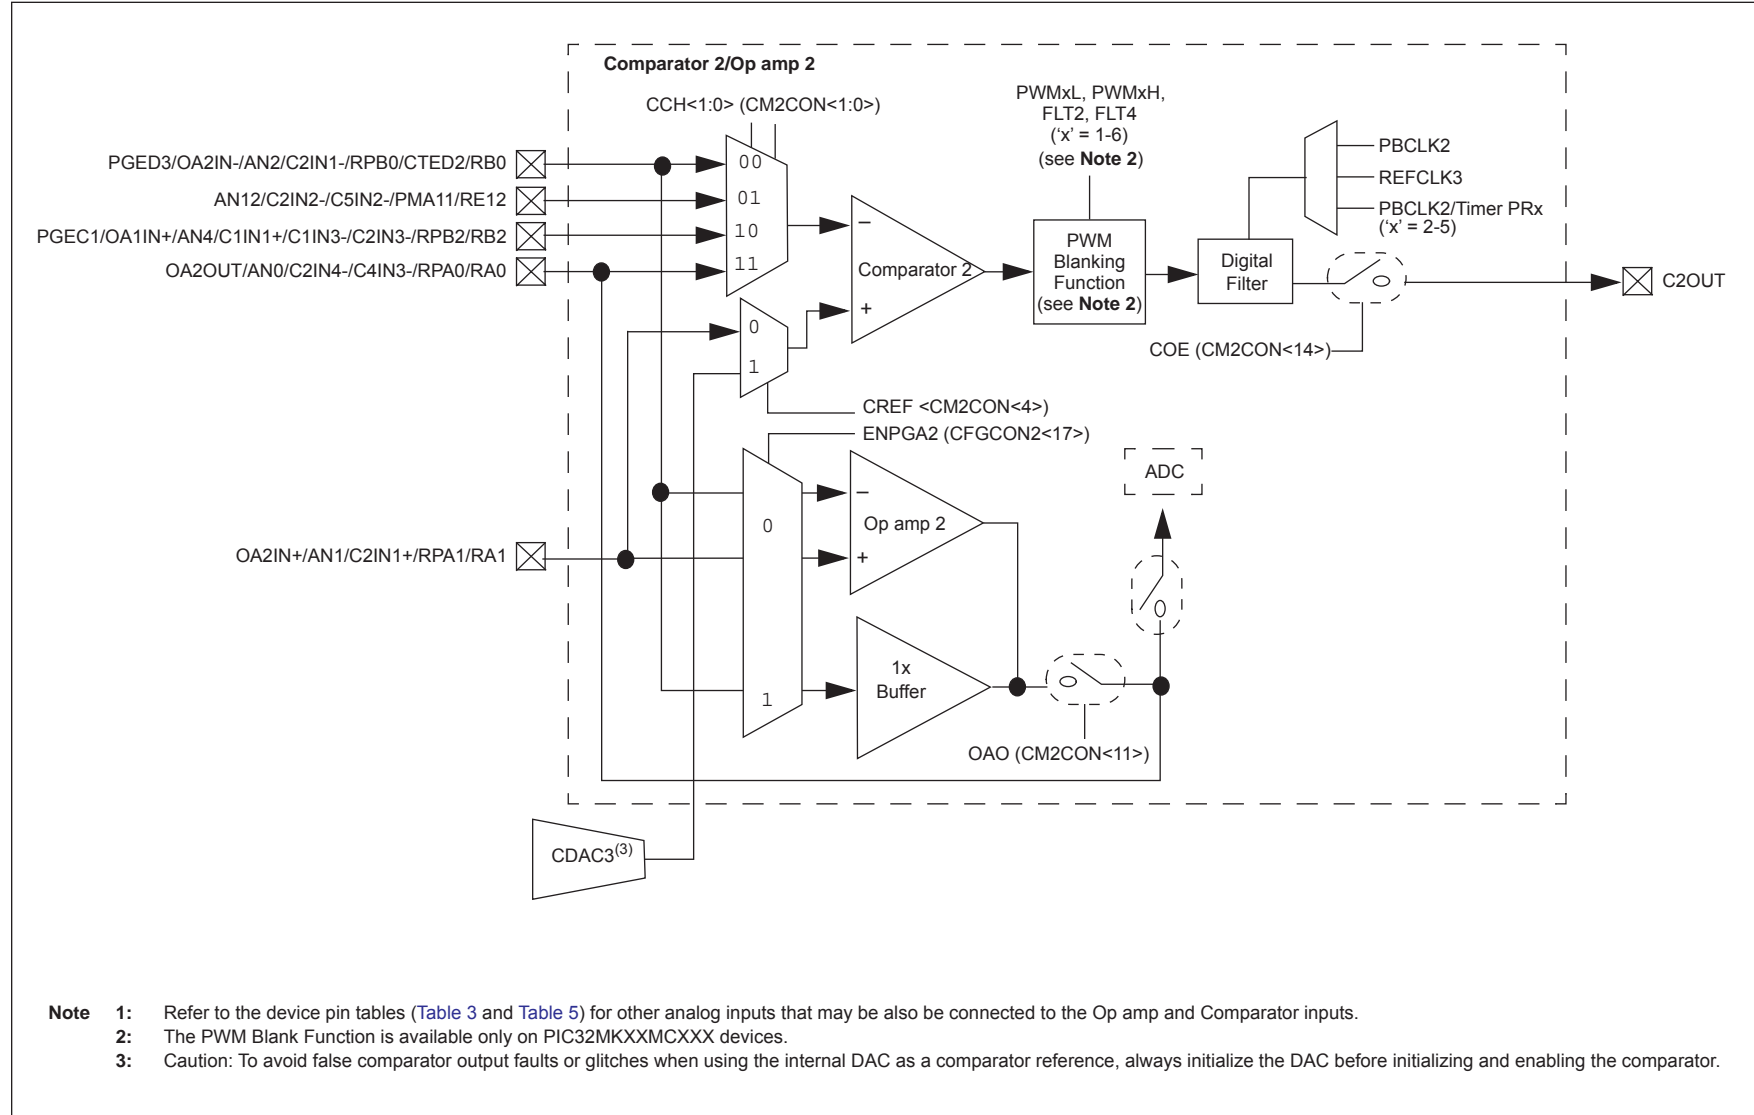 Comparator 2/Op amp 2
CCH<1:0> (CM2CON<1:0>)
PWMxL, PWMxH,
FLT2, FLT4
(‘x’ = 1-6)
(see Note 2)
PGED3/OA2IN-/AN2/C2IN1-/RPB0/CTED2/RB0
AN12/C2IN2-/C5IN2-/PMA11/RE12
PGEC1/OA1IN+/AN4/C1IN1+/C1IN3-/C2IN3-/RPB2/RB2
OA2OUT/AN0/C2IN4-/C4IN3-/RPA0/RA0
00
01
10
11
–
Comparator 2
+
0
1
PWM
Blanking
Function
(see Note 2)
Digital
Filter
PBCLK2
REFCLK3
PBCLK2/Timer PRx
(‘x’ = 2-5)
C2OUT
COE (CM2CON<14>)
CREF <CM2CON<4>)
ENPGA2 (CFGCON2<17>)
ADC
–
Op amp 2
+
0
OA2IN+/AN1/C2IN1+/RPA1/RA1
1x
Buffer
1
OAO (CM2CON<11>)
CDAC3(3)
Note 1: Refer to the device pin tables (Table 3 and Table 5) for other analog inputs that may be also be connected to the Op amp and Comparator inputs.
2: The PWM Blank Function is available only on PIC32MKXXMCXXX devices.
3: Caution: To avoid false comparator output faults or glitches when using the internal DAC as a comparator reference, always initialize the DAC before initializing and enabling the comparator.